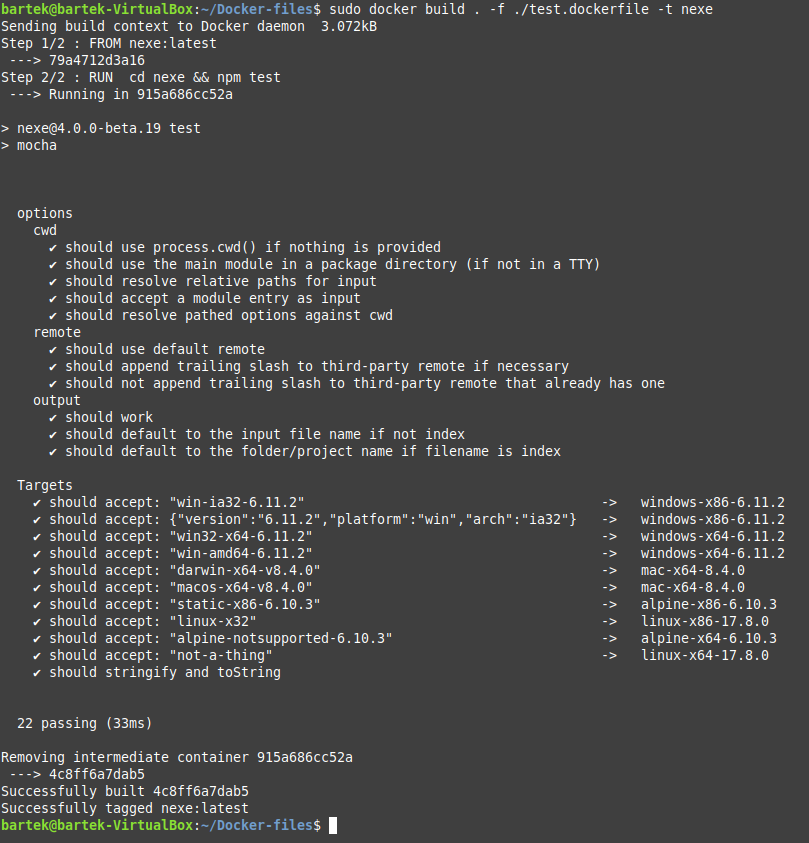 bartek@bartek-VirtualBox:~/Docker-files$ sudo docker build . -f ./test.dockerfile -t nexe
Sending build context to Docker daemon  3.072kB
Step 1/2 : FROM nexe:latest
 ---> 79a4712d3a16
Step 2/2 : RUN  cd nexe && npm test
 ---> Running in 915a686cc52a

> nexe@4.0.0-beta.19 test
> mocha

  options
    cwd
      ✔ should use process.cwd() if nothing is provided
      ✔ should use the main module in a package directory (if not in a TTY)
      ✔ should resolve relative paths for input
      ✔ should accept a module entry as input
      ✔ should resolve pathed options against cwd
    remote
      ✔ should use default remote
      ✔ should append trailing slash to third-party remote if necessary
      ✔ should not append trailing slash to third-party remote that already has one
    output
      ✔ should work
      ✔ should default to the input file name if not index
      ✔ should default to the folder/project name if filename is index

  Targets
    ✔ should accept: "win-ia32-6.11.2"                                     ->   windows-x86-6.11.2
    ✔ should accept: {"version":"6.11.2","platform":"win","arch":"ia32"}   ->   windows-x86-6.11.2
    ✔ should accept: "win32-x64-6.11.2"                                    ->   windows-x64-6.11.2
    ✔ should accept: "win-amd64-6.11.2"                                    ->   windows-x64-6.11.2
    ✔ should accept: "darwin-x64-v8.4.0"                                   ->   mac-x64-8.4.0
    ✔ should accept: "macos-x64-v8.4.0"                                    ->   mac-x64-8.4.0
    ✔ should accept: "static-x86-6.10.3"                                   ->   alpine-x86-6.10.3
    ✔ should accept: "linux-x32"                                           ->   linux-x86-17.8.0
    ✔ should accept: "alpine-notsupported-6.10.3"                          ->   alpine-x64-6.10.3
    ✔ should accept: "not-a-thing"                                         ->   linux-x64-17.8.0
    ✔ should stringify and toString

  22 passing (33ms)

Removing intermediate container 915a686cc52a
 ---> 4c8ff6a7dab5
Successfully built 4c8ff6a7dab5
Successfully tagged nexe:latest
bartek@bartek-VirtualBox:~/Docker-files$